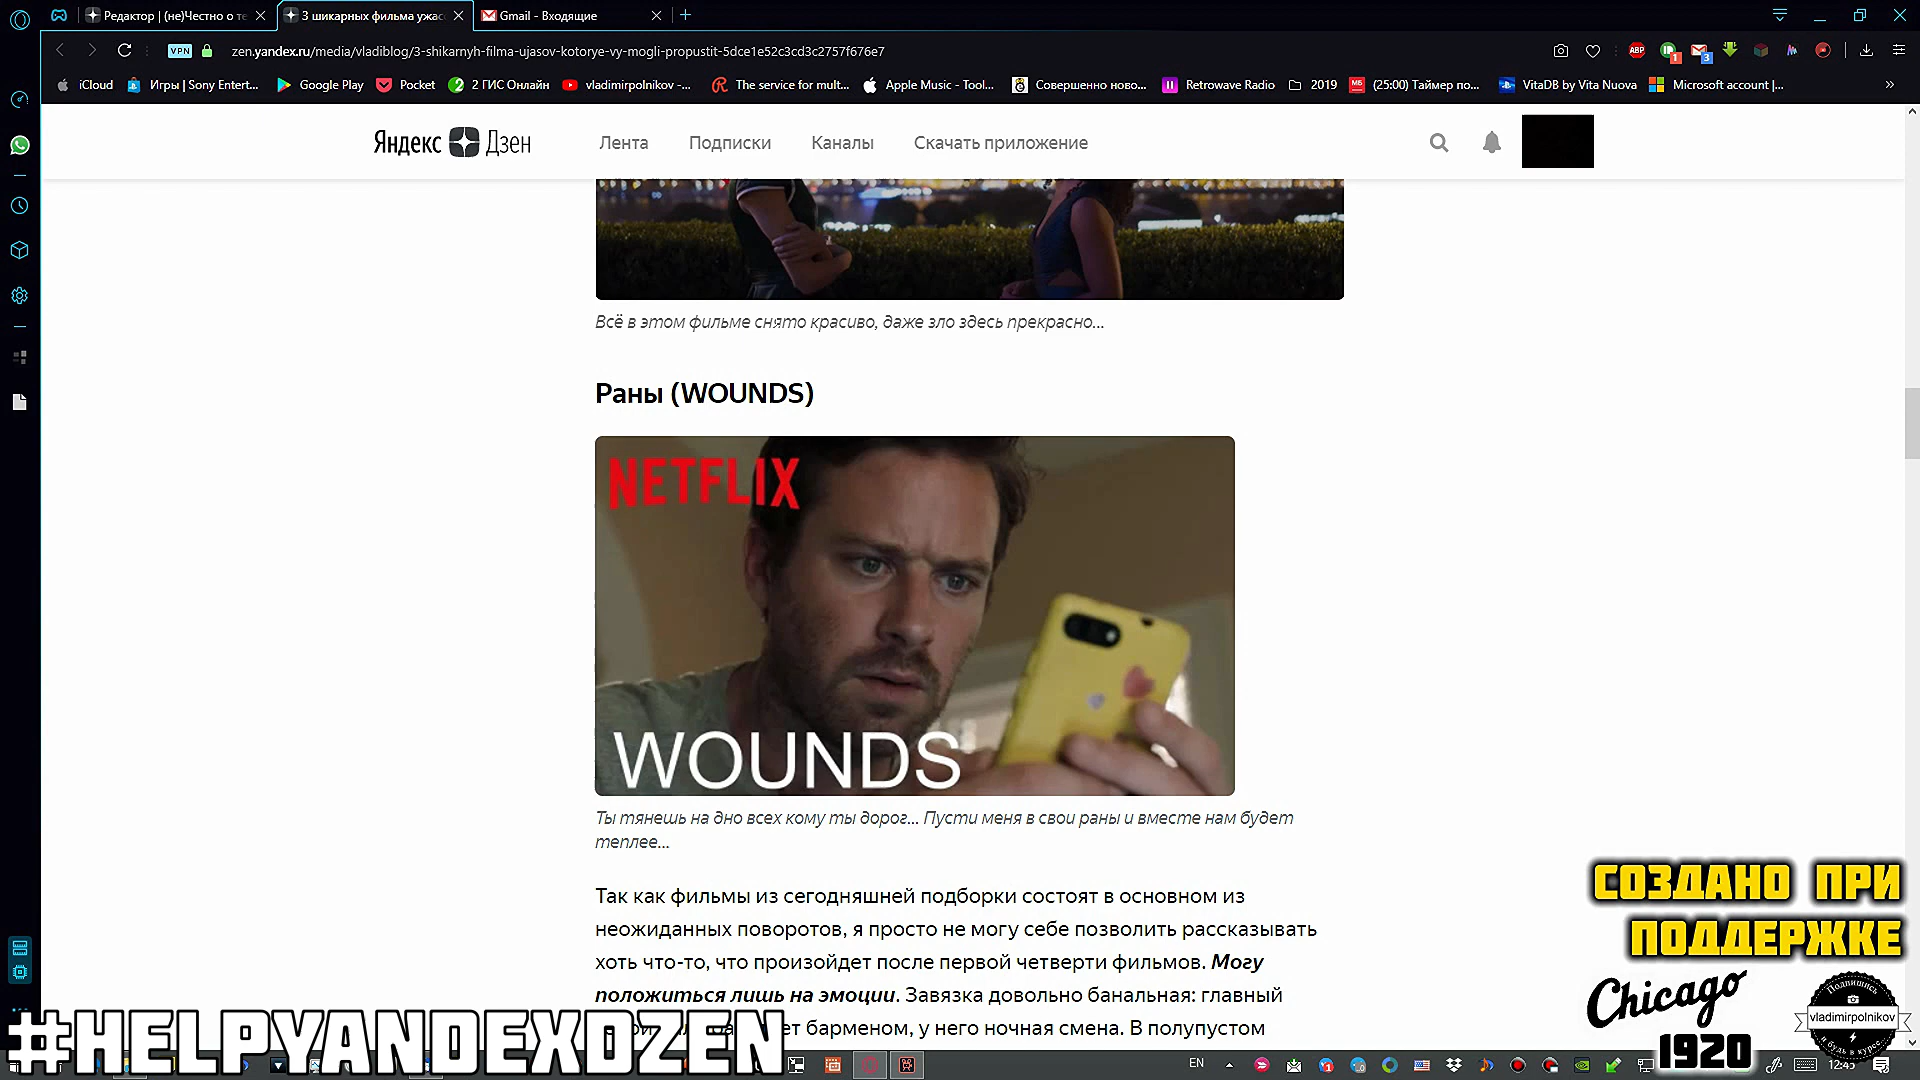 Редактор | (не)Честно о те
3 шикарных фильма ужас
Gmail - Входящие
VPN
zen.yandex.ru/media/vladiblog/3-shikarnyh-filma-ujasov-kotorye-vy-mogli-propustit-5dce1e52c3cd3c2757f676e7
ABP
iCloud
Игры | Sony Entert...
Google Play
Pocket
2 ГИС Онлайн
vladimirpolnikov -...
The service for mult...
Apple Music - Tool...
Совершенно ново...
Retrowave Radio
2019
(25:00) Таймер по...
VitaDB by Vita Nuova
Microsoft account |...
Яндекс Дзен
Лента
Подписки
Каналы
Скачать приложение
Всё в этом фильме снято красиво, даже зло здесь прекрасно...
Раны (WOUNDS)
NETFLIX
WOUNDS
Ты тянешь на дно всех кому ты дорог... Пусти меня в свои раны и вместе нам будет
теплее...
Так как фильмы из сегодняшней подборки состоят в основном из
неожиданных поворотов, я просто не могу себе позволить рассказывать
хоть что-то, что произойдет после первой четверти фильмов. Могу
положиться лишь на эмоции. Завязка довольно банальная: главный
барменом, у него ночная смена. В полупустом
#HELPYANDEXDZEN
СОЗДАНО ПРИ
ПОДДЕРЖКЕ
Chicago
1920
Подпишись
vladimirpolnikov
и будь в курсе...
EN
12:45